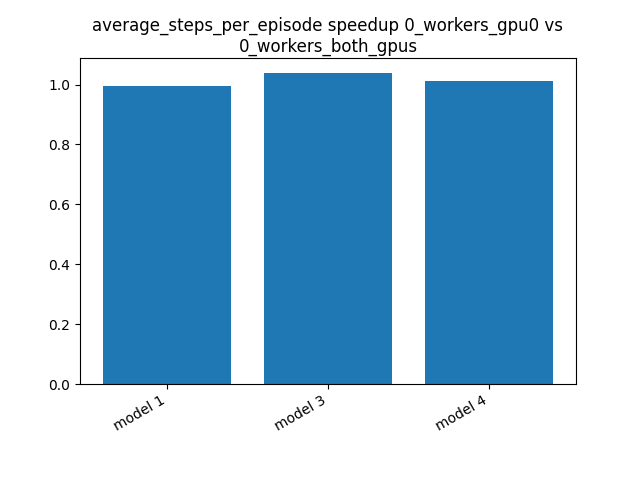 average_steps_per_episode speedup 0_workers_gpu0 vs
0_workers_both_gpus
1.0
0.8
0.6
0.4
0.2
0.0
model 1
model 3
model 4